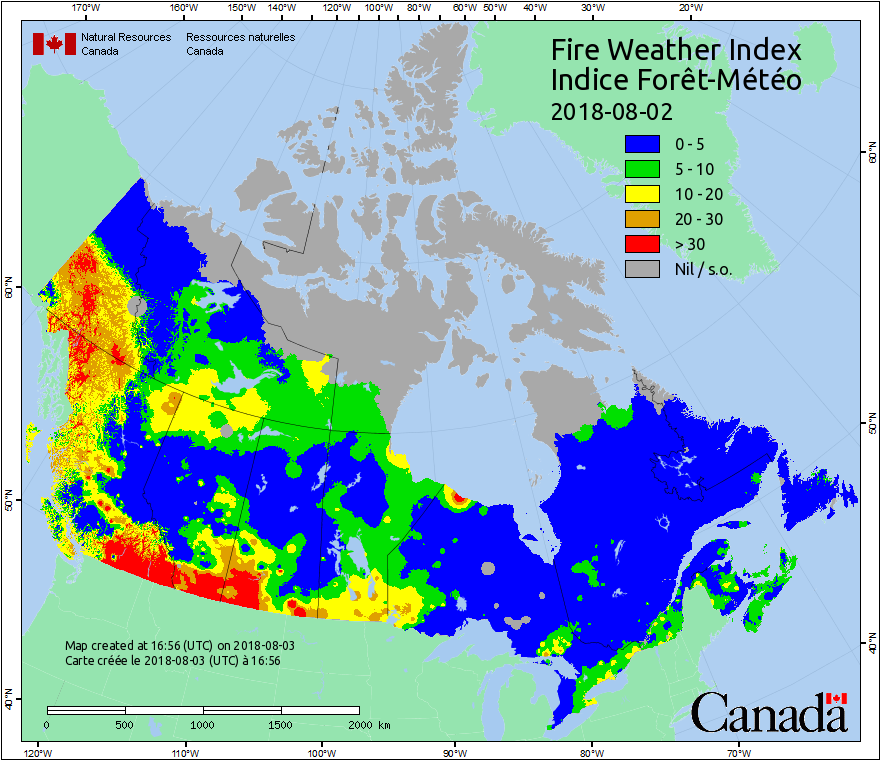 170°W 160°W 150°W 140°W 120°W 100°W 80°W 60°W 50°W 40°W 30°W 20°W
Natural Resources Ressources naturelles
Canada Canada
Fire Weather Index
Indice Forêt-Météo
2018-08-02
0 - 5
5 - 10
10 - 20
20 - 30
> 30
Nil / s.o.
60°N
60°N
50°N
50°N
40°N
40°N
Map created at 16:56 (UTC) on 2018-08-03
Carte créée le 2018-08-03 (UTC) à 16:56
0 500 1000 1500 2000 km
Canada
120°W 110°W 100°W 90°W 80°W 70°W